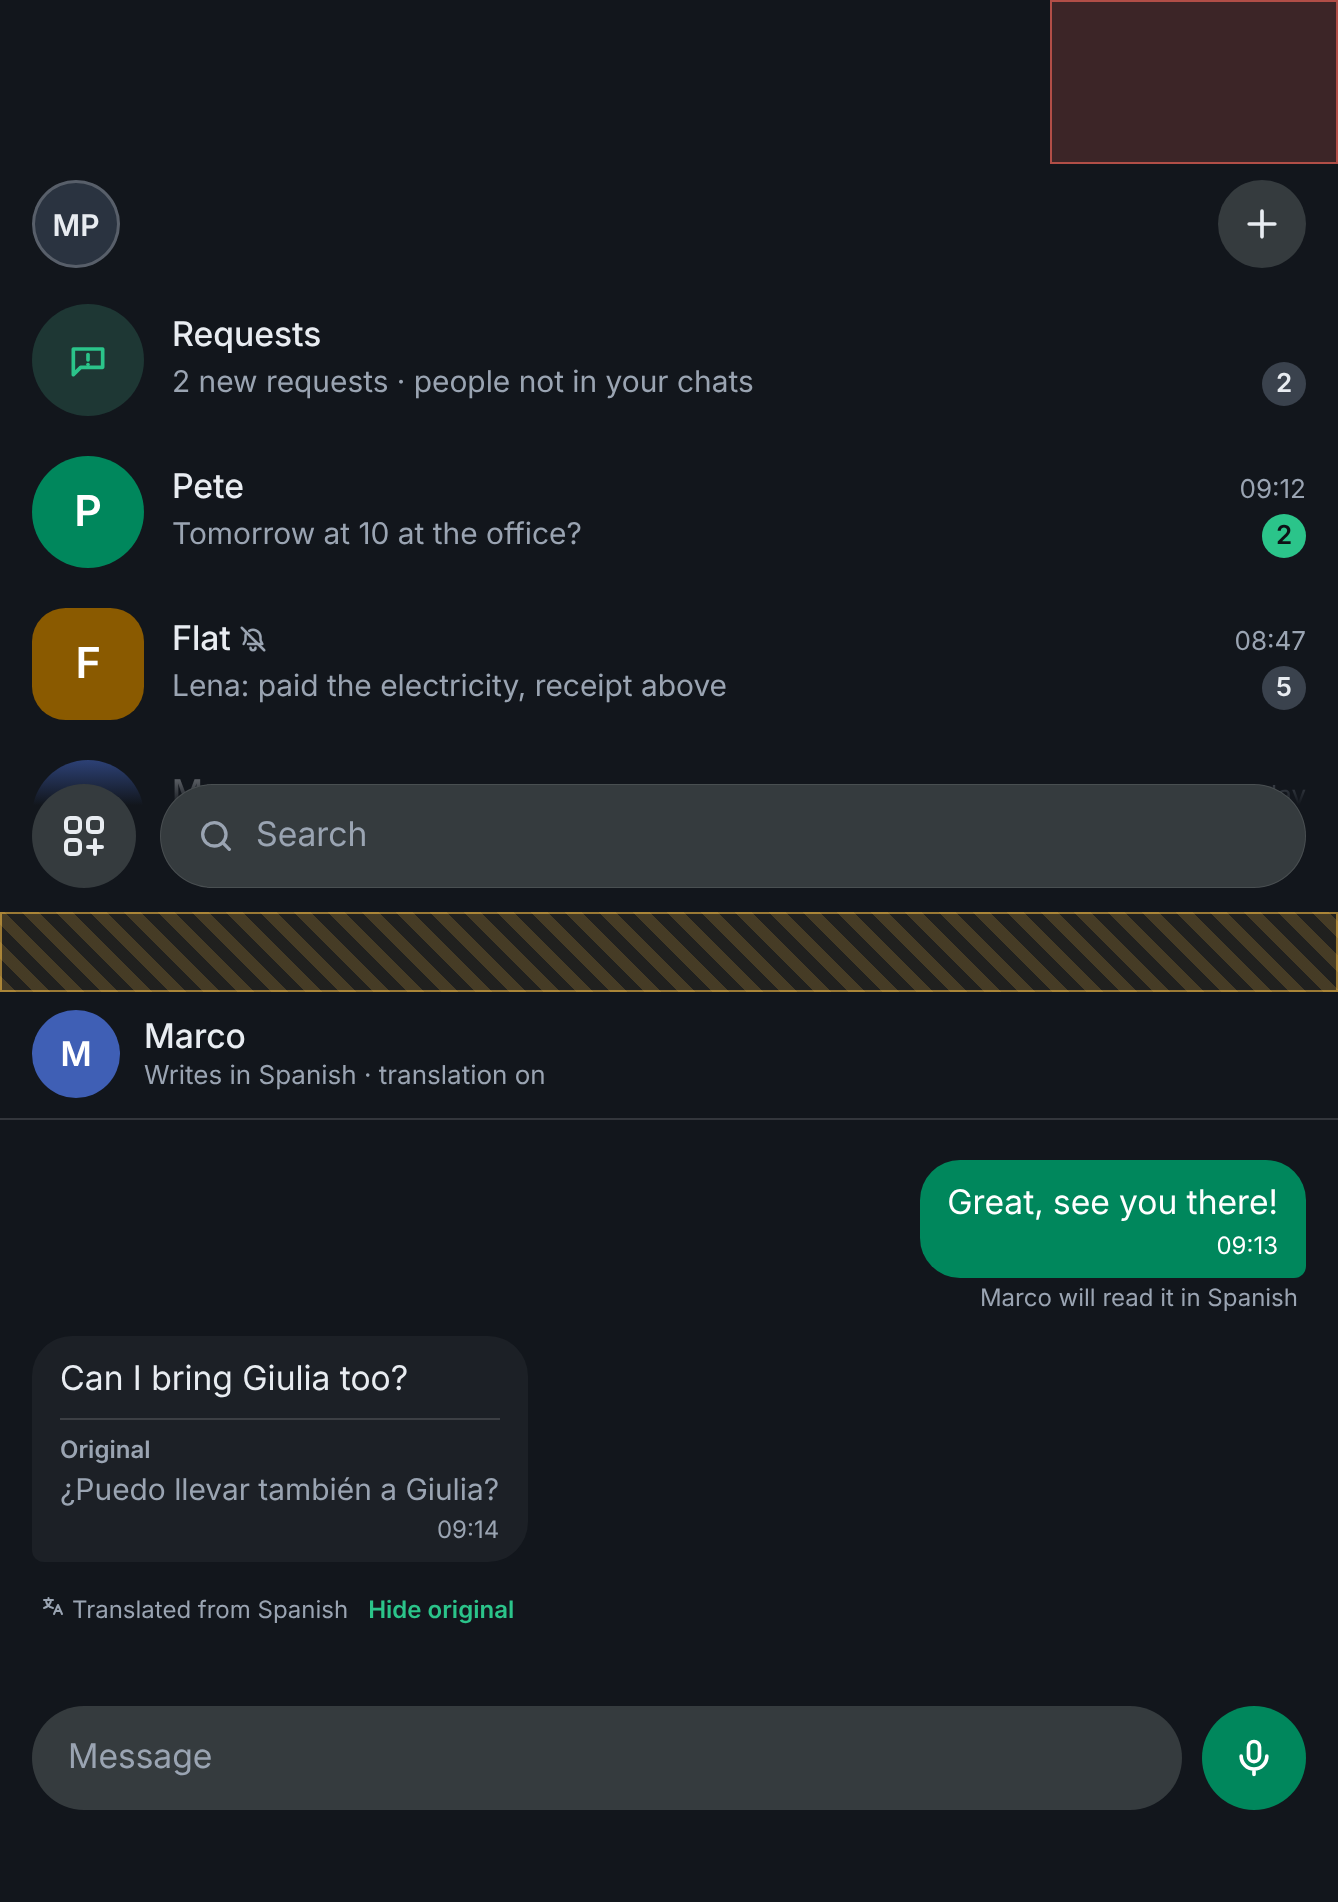 MP
Requests
2 new requests · people not in your chats
2
P
Pete
09:12
Tomorrow at 10 at the office?
2
F
Flat
08:47
Lena: paid the electricity, receipt above
5
Search
M
Marco
Writes in Spanish · translation on
Great, see you there!
09:13
Marco will read it in Spanish
Can I bring Giulia too?
Original
¿Puedo llevar también a Giulia?
09:14
Translated from Spanish Hide original
Message